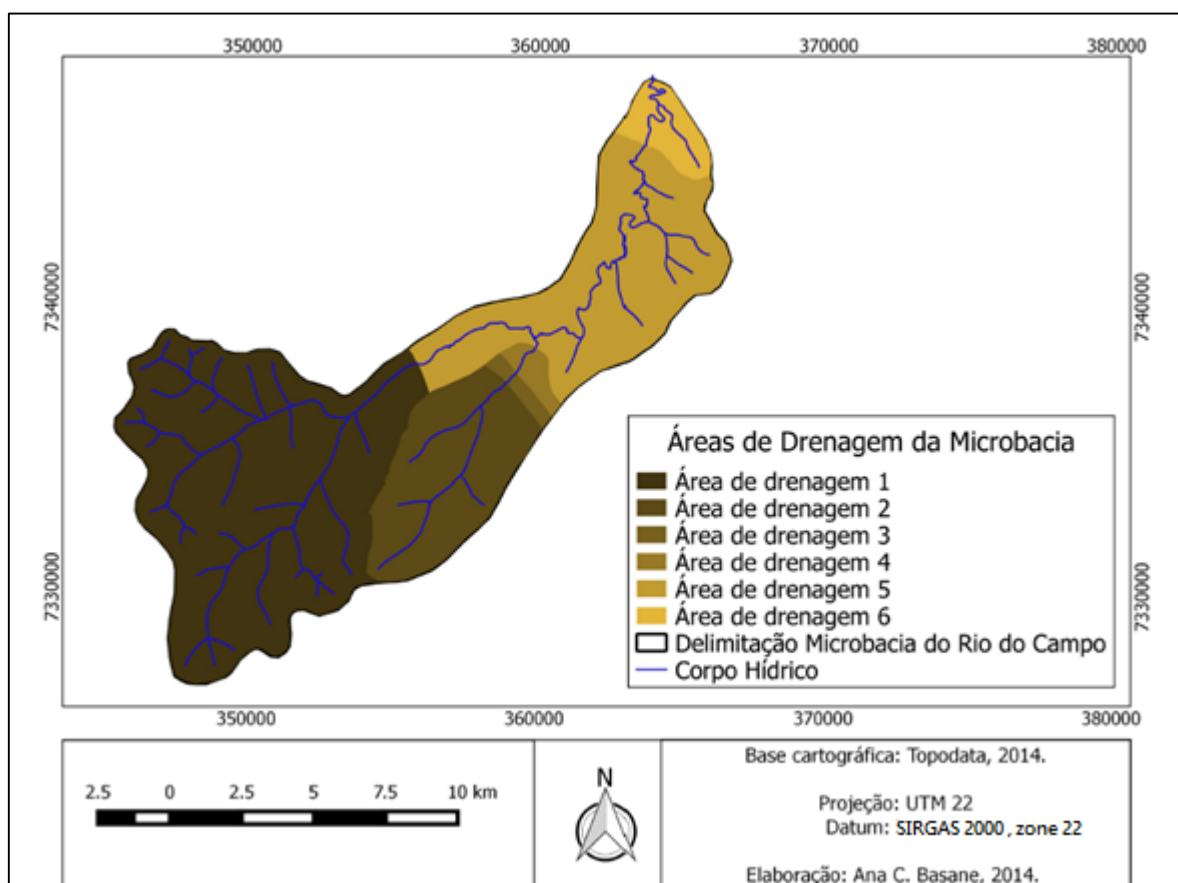 350000 360000 370000 380000
7340000 7340000
7330000 7330000
Áreas de Drenagem da Microbacia
Área de drenagem 1
Área de drenagem 2
Área de drenagem 3
Área de drenagem 4
Área de drenagem 5
Área de drenagem 6
Delimitação Microbacia do Rio do Campo
Corpo Hídrico
350000 360000 370000 380000
2.5 0 2.5 5 7.5 10 km
N
Base cartográfica: Topodata, 2014.
Projeção: UTM 22
Datum: SIRGAS 2000, zone 22
Elaboração: Ana C. Basane, 2014.